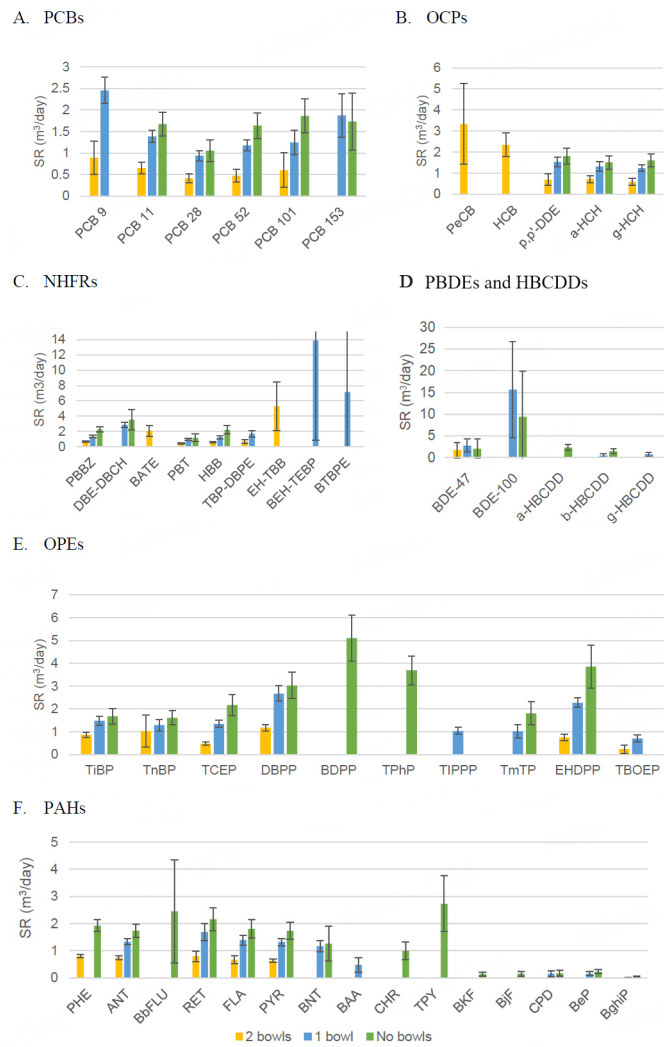 A. PCBs
SR (m³/day)
3
2.5
2
1.5
1
0.5
0
PCB 9 PCB 11 PCB 28 PCB 52 PCB 101 PCB 153
B. OCPs
SR (m³/day)
6
5
4
3
2
1
0
PeCB HCB p,p'-DDE a-HCH g-HCH
C. NHFRs
SR (m3/day)
14
12
10
8
6
4
2
0
PBBZ DBE-DBCH BATE PBT HBB TBP-DBPE EH-TBB BEH-TEBP BTBPE
D PBDEs and HBCDDs
SR (m3/day)
30
25
20
15
10
5
0
BDE-47 BDE-100 a-HBCDD b-HBCDD g-HBCDD
E. OPEs
SR (m³/day)
7
6
5
4
3
2
1
0
TiBP TnBP TCEP DBPP BDPP TPhP TIPPP TmTP EHDPP TBOEP
F. PAHs
SR (m³/day)
5
4
3
2
1
0
PHE ANT BbFLU RET FLA PYR BNT BAA CHR TPY BKF BjF CPD BeP BghiP
2 bowls 1 bowl No bowls